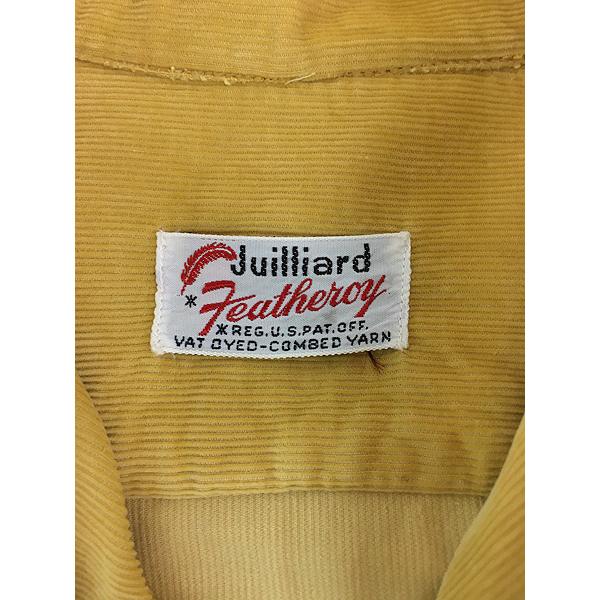 Juilliard
*Featheroy
*REG.U.S.PAT.OFF.
VAT DYED-COMBED YARN